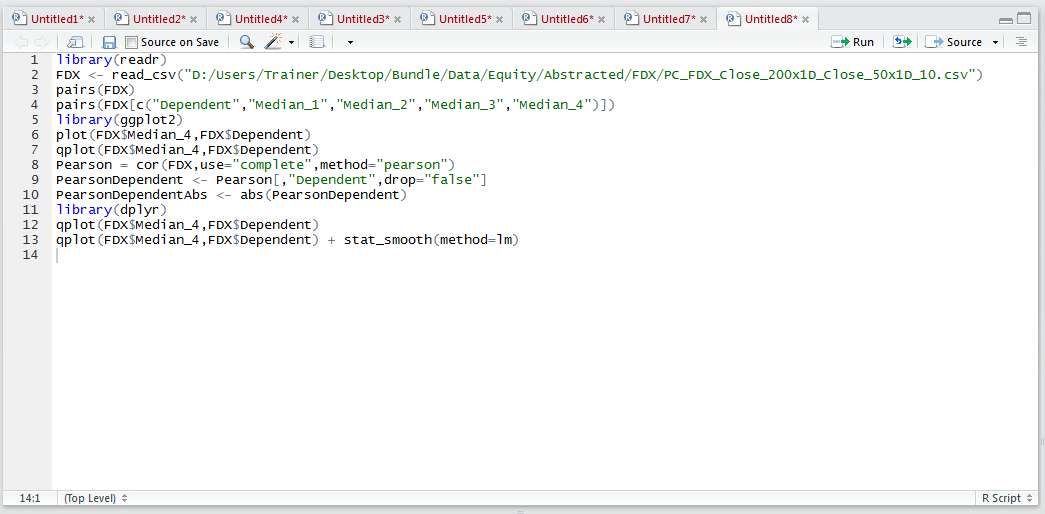 Untitled1* Untitled2* Untitled4* Untitled3* Untitled5* Untitled6* Untitled7* Untitled8*
Source on Save Run Source
1 library(readr)
2 FDX <- read_csv("D:/Users/Trainer/Desktop/Bundle/Data/Equity/Abstracted/FDX/PC_FDX_Close_200x1D_Close_50x1D_10.csv")
3 pairs(FDX)
4 pairs(FDX[c("Dependent","Median_1","Median_2","Median_3","Median_4")])
5 library(ggplot2)
6 plot(FDX$Median_4,FDX$Dependent)
7 qplot(FDX$Median_4,FDX$Dependent)
8 Pearson = cor(FDX,use="complete",method="pearson")
9 PearsonDependent <- Pearson[,"Dependent",drop="false"]
10 PearsonDependentAbs <- abs(PearsonDependent)
11 library(dplyr)
12 qplot(FDX$Median_4,FDX$Dependent)
13 qplot(FDX$Median_4,FDX$Dependent) + stat_smooth(method=lm)
14
14:1 (Top Level) R Script